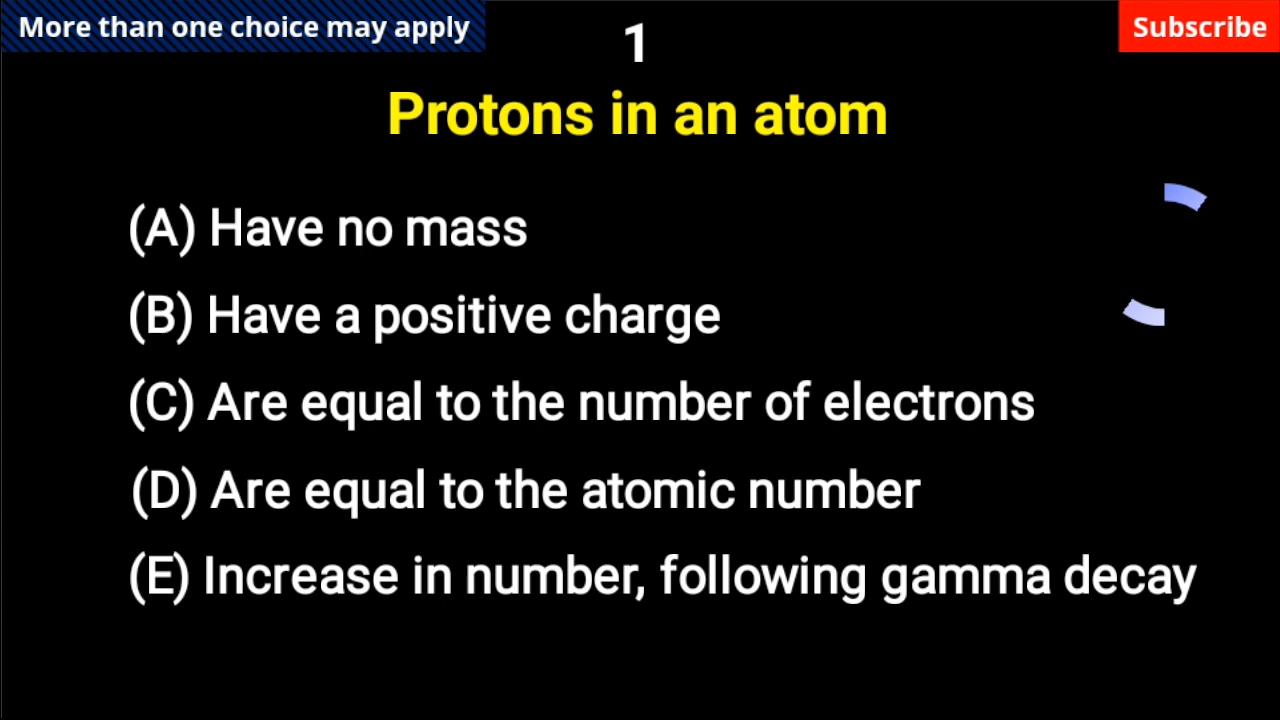 More than one choice may apply
1
Subscribe
Protons in an atom
(A) Have no mass
(B) Have a positive charge
(C) Are equal to the number of electrons
(D) Are equal to the atomic number
(E) Increase in number, following gamma decay